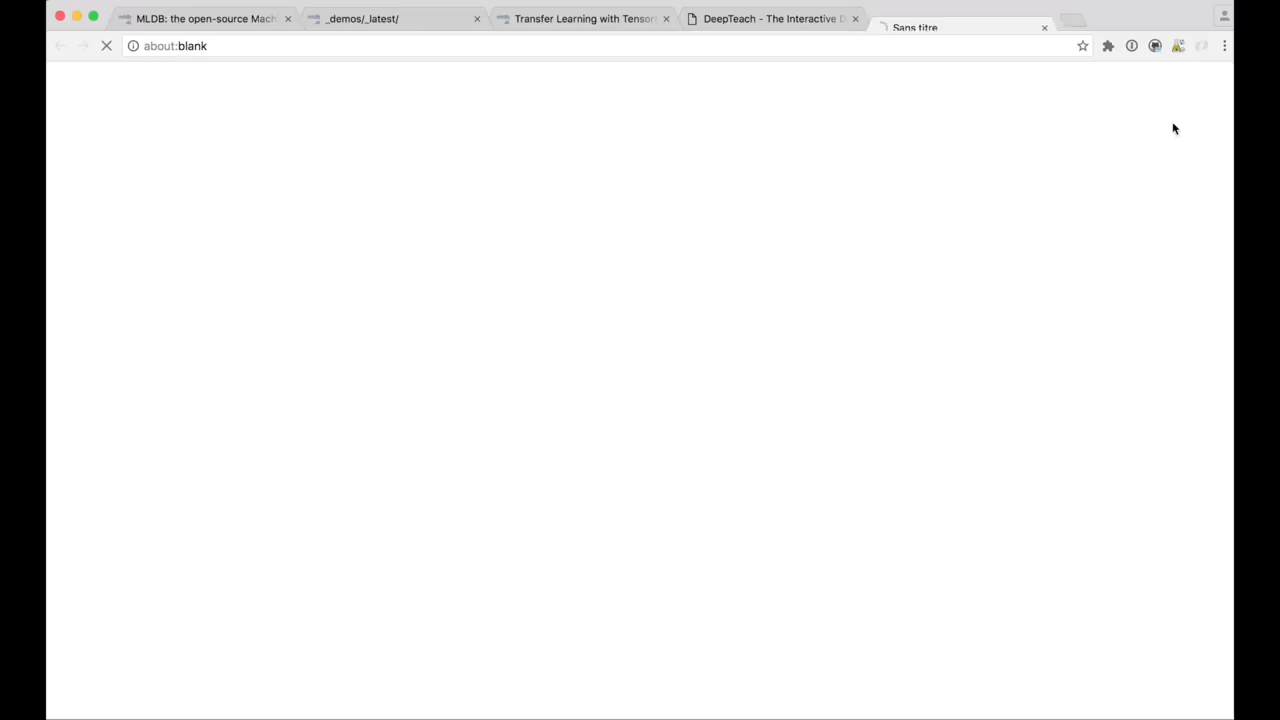 MLDB: the open-source Mach
_demos/_latest/
Transfer Learning with Tensor
DeepTeach - The Interactive D
Sans titre
about:blank